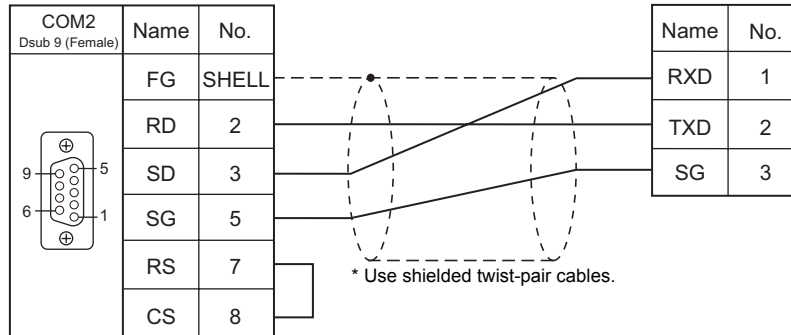 COM2
Dsub 9 (Female)
Name No.
FG SHELL
RD 2
SD 3
SG 5
RS 7
CS 8
9 5
6 1
* Use shielded twist-pair cables.
Name No.
RXD 1
TXD 2
SG 3